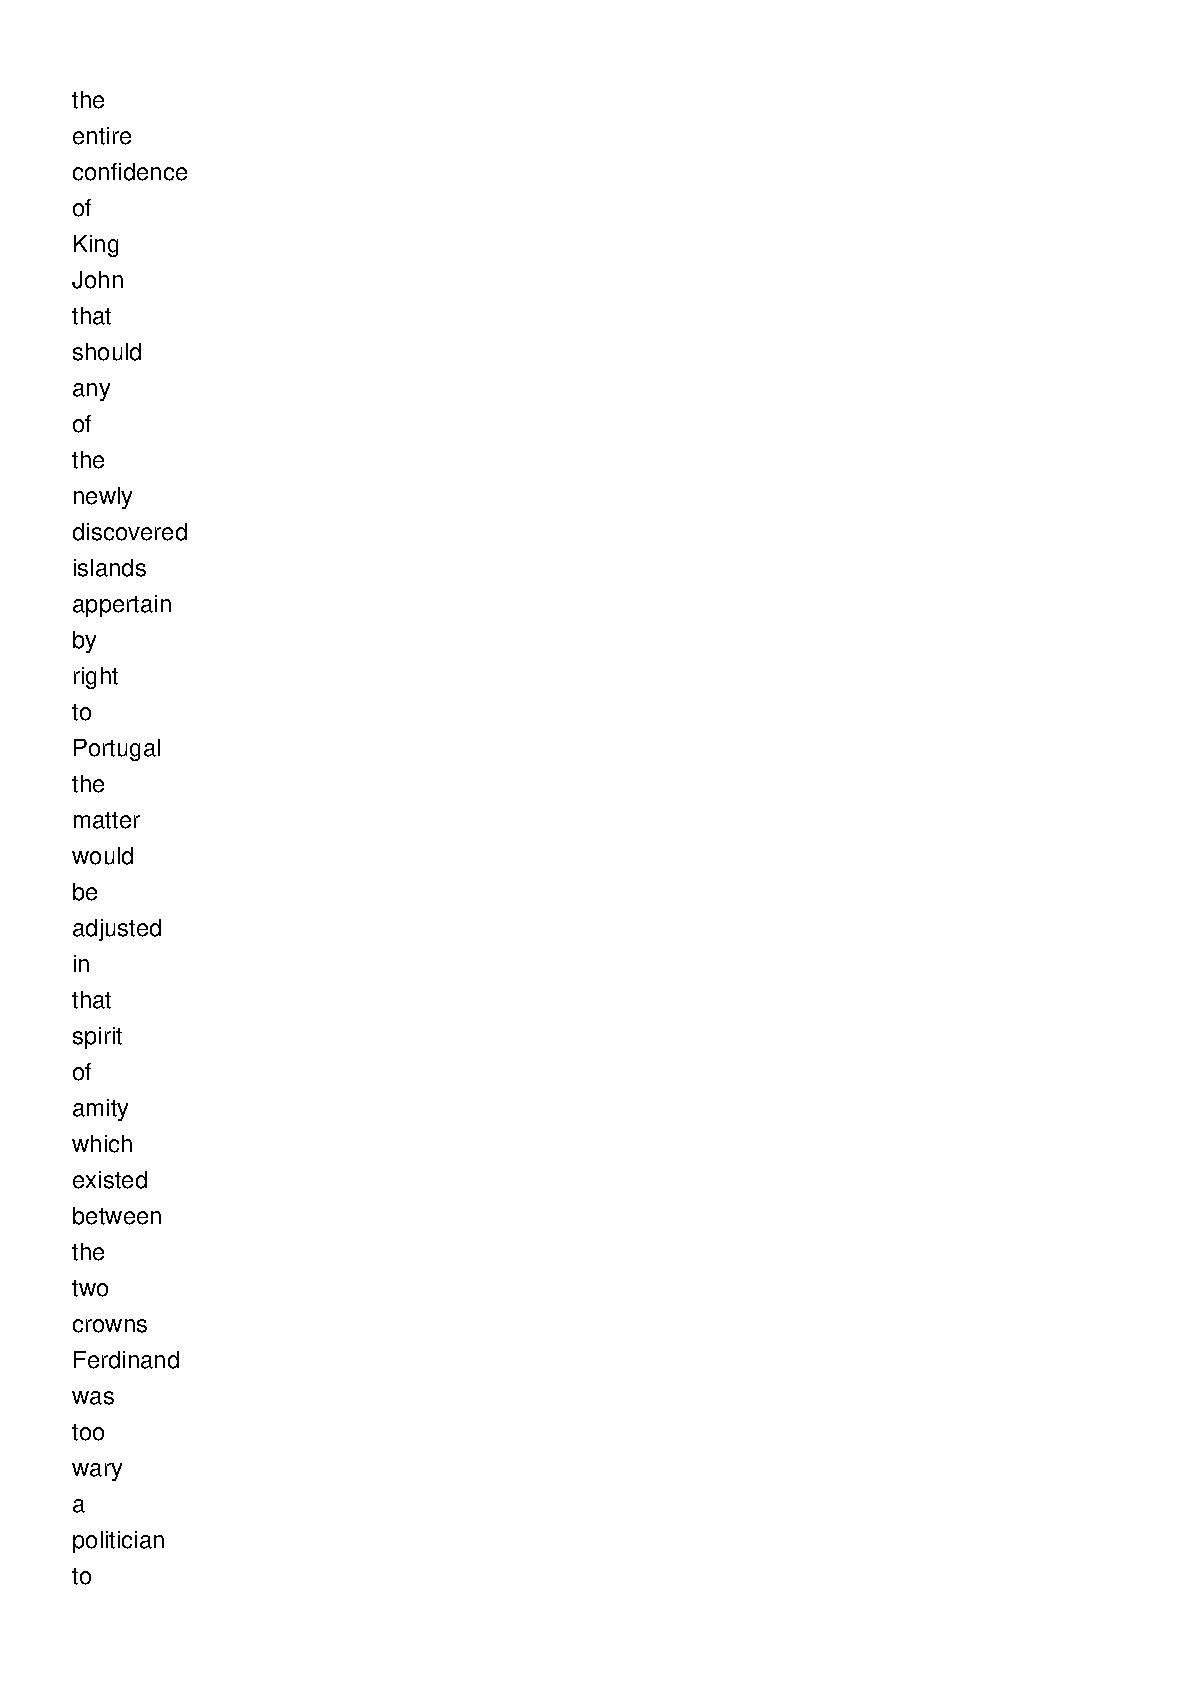 the
entire
confidence
of
King
John
that
should
any
of
the
newly
discovered
islands
appertain
by
right
to
Portugal
the
matter
would
be
adjusted
in
that
spirit
of
amity
which
existed
between
the
two
crowns
Ferdinand
was
too
wary
a
politician
to